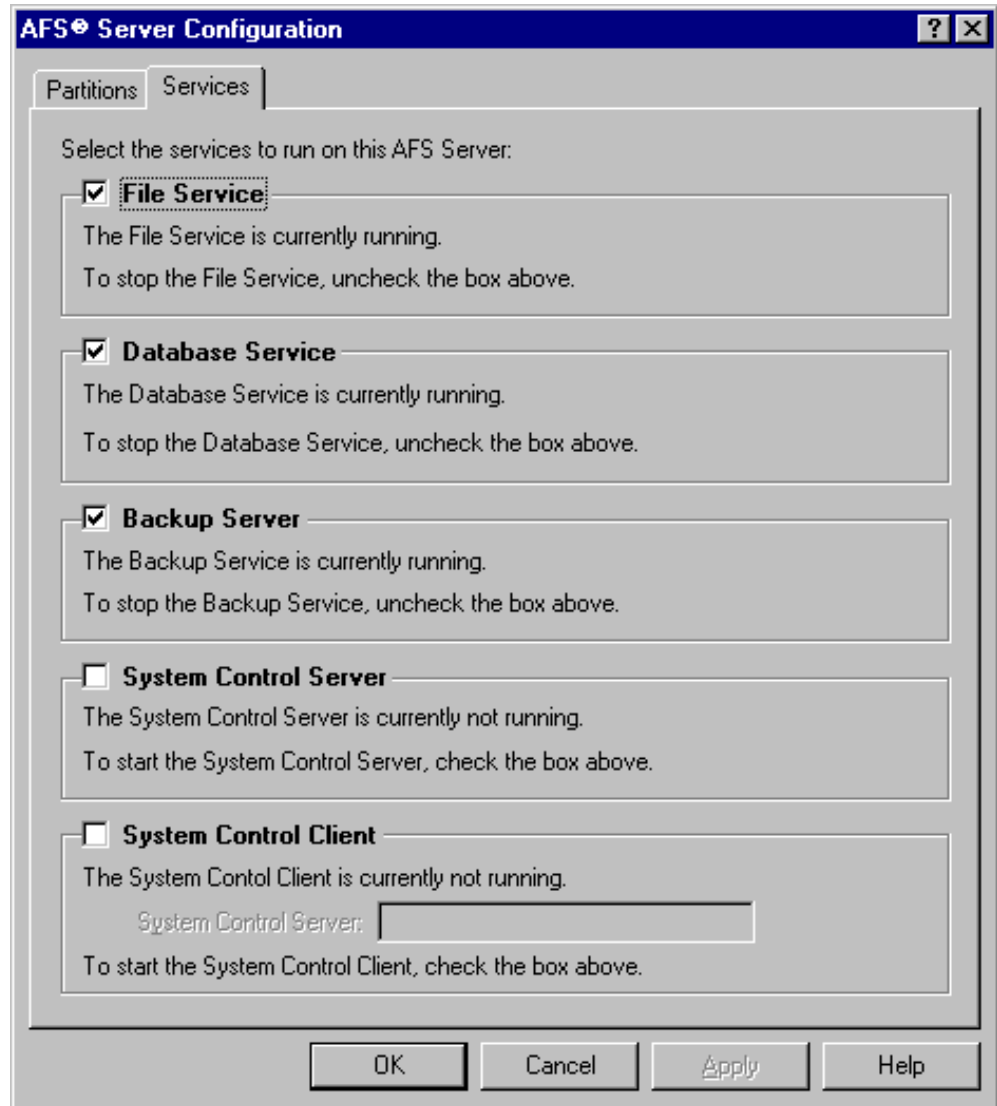 AFS® Server Configuration
Partitions Services
Select the services to run on this AFS Server:
File Service
The File Service is currently running.
To stop the File Service, uncheck the box above.
Database Service
The Database Service is currently running.
To stop the Database Service, uncheck the box above.
Backup Server
The Backup Service is currently running.
To stop the Backup Service, uncheck the box above.
System Control Server
The System Control Server is currently not running.
To start the System Control Server, check the box above.
System Control Client
The System Contol Client is currently not running.
System Control Server:
To start the System Control Client, check the box above.
OK Cancel Apply Help